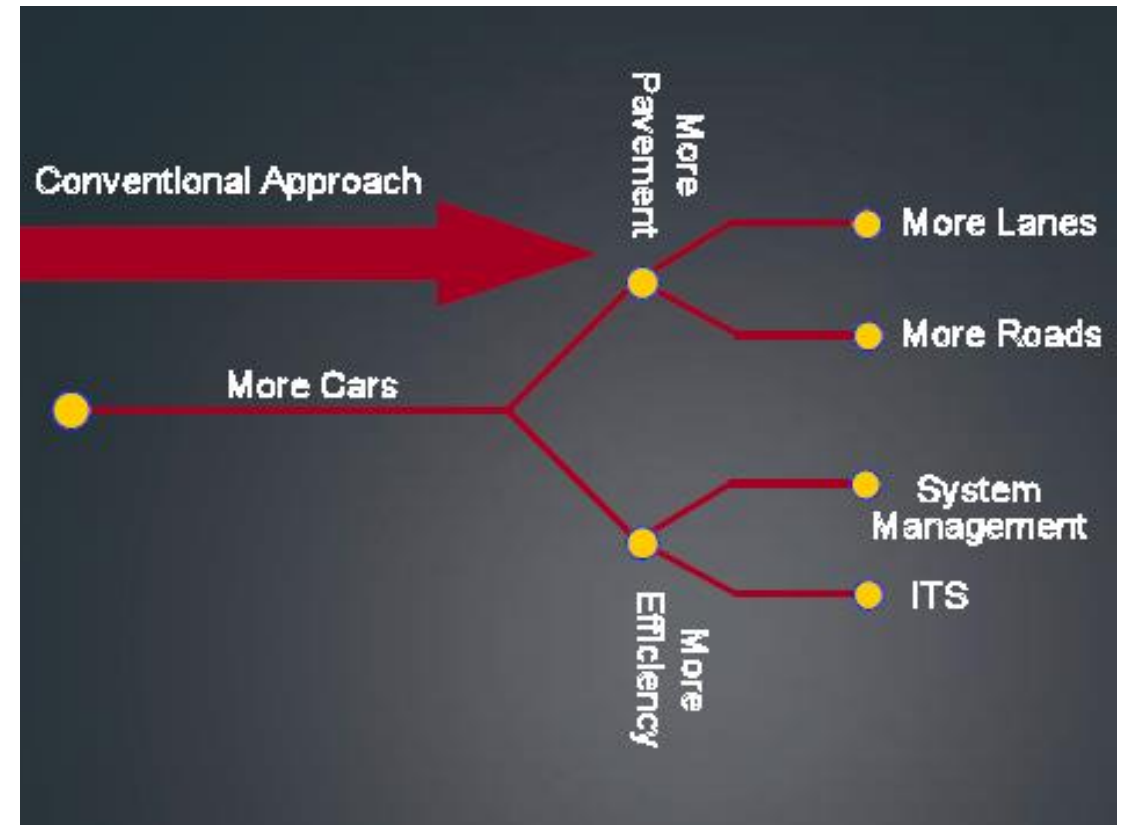 More
Pavement
Conventional Approach
More Lanes
More Roads
More Cars
System
Management
ITS
More
Efficiency